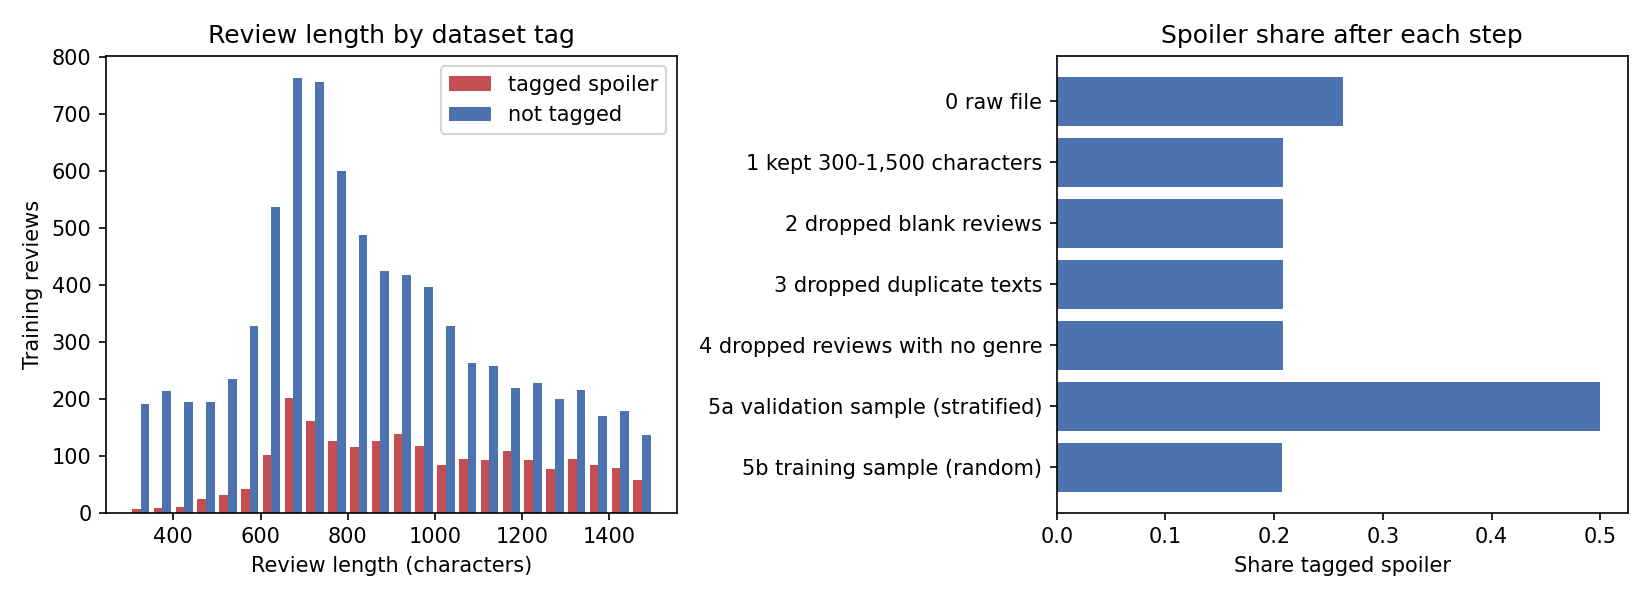 Review length by dataset tag
tagged spoiler
not tagged
800
700
600
500
400
300
200
100
0
Training reviews
400 600 800 1000 1200 1400
Review length (characters)
Spoiler share after each step
0 raw file
1 kept 300-1,500 characters
2 dropped blank reviews
3 dropped duplicate texts
4 dropped reviews with no genre
5a validation sample (stratified)
5b training sample (random)
0.0 0.1 0.2 0.3 0.4 0.5
Share tagged spoiler